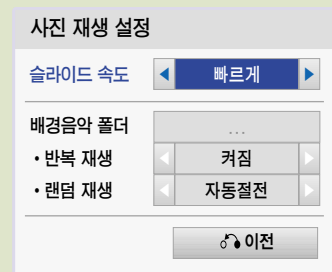 사진 재생 설정
슬라이드 속도 빠르게
배경음악 폴더 ...
• 반복 재생 켜짐
• 랜덤 재생 자동절전
이전